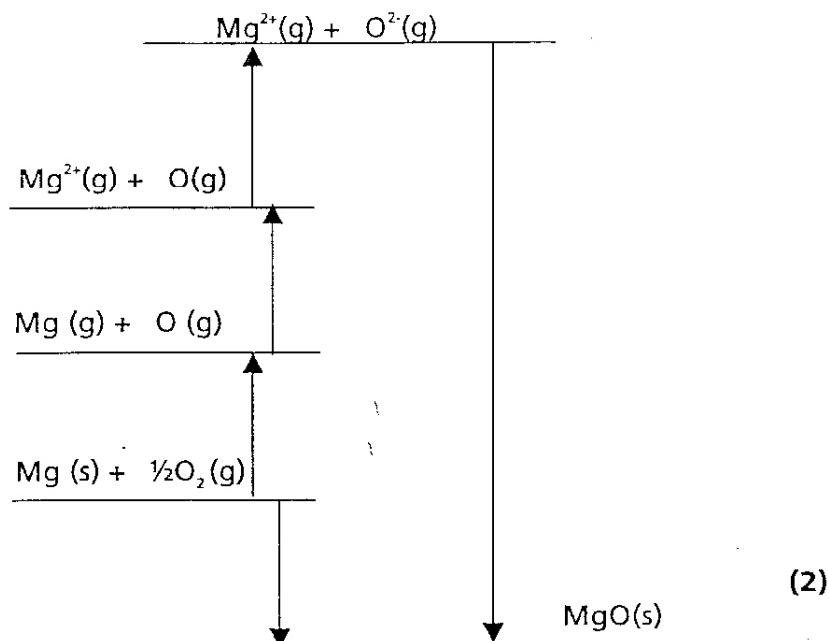 Mg²⁺(g) + O²⁻(g)
Mg²⁺(g) + O(g)
Mg (g) + O (g)
Mg (s) + ½O₂(g)
(2)
MgO(s)